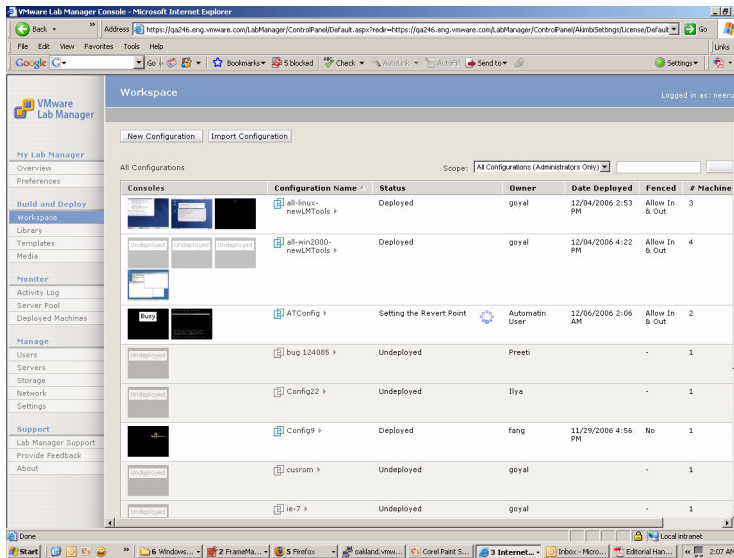 VMware Lab Manager Console - Microsoft Internet Explorer
Back
Address https://qa246.eng.vmware.com/LabManager/ControlPanel/Default.aspx?redir=https://qa246.eng.vmware.com/LabManager/ControlPanel/AkimbiSettings/License/Default
Go
File Edit View Favorites Tools Help
Links
Google G Go Bookmarks 5 blocked Check AutoLink AutoFill Send to Settings
VMware
Lab Manager
Workspace
Logged in as: neeru
New Configuration Import Configuration
My Lab Manager
Overview
Preferences
Build and Deploy
Workspace
Library
Templates
Media
Monitor
Activity Log
Server Pool
Deployed Machines
Manage
Users
Servers
Storage
Network
Settings
Support
Lab Manager Support
Provide Feedback
About
All Configurations
Scope: All Configurations (Administrators Only)
Consoles Configuration Name Status Owner Date Deployed Fenced # Machine
all-linux-newLMTools Deployed goyal 12/04/2006 2:53 PM Allow In & Out 3
Undeployed Undeployed Undeployed all-win2000-newLMTools Deployed goyal 12/04/2006 4:22 PM Allow In & Out 4
Busy ATConfig Setting the Revert Point Automatin User 12/06/2006 2:06 AM Allow In & Out 2
Undeployed bug 124085 Undeployed Preeti - 1
Undeployed Config22 Undeployed Ilya - 1
Config9 Deployed fang 11/29/2006 4:56 PM No 1
Undeployed cusrom Undeployed goyal - 1
Undeployed ie-7 Undeployed goyal - 1
Done
Local intranet
Start 6 Windows... 2 FrameMa... 5 Firefox oakland.vmw... Corel Paint S... 3 Internet... Inbox - Micro... Editorial Han... 2:07 AM